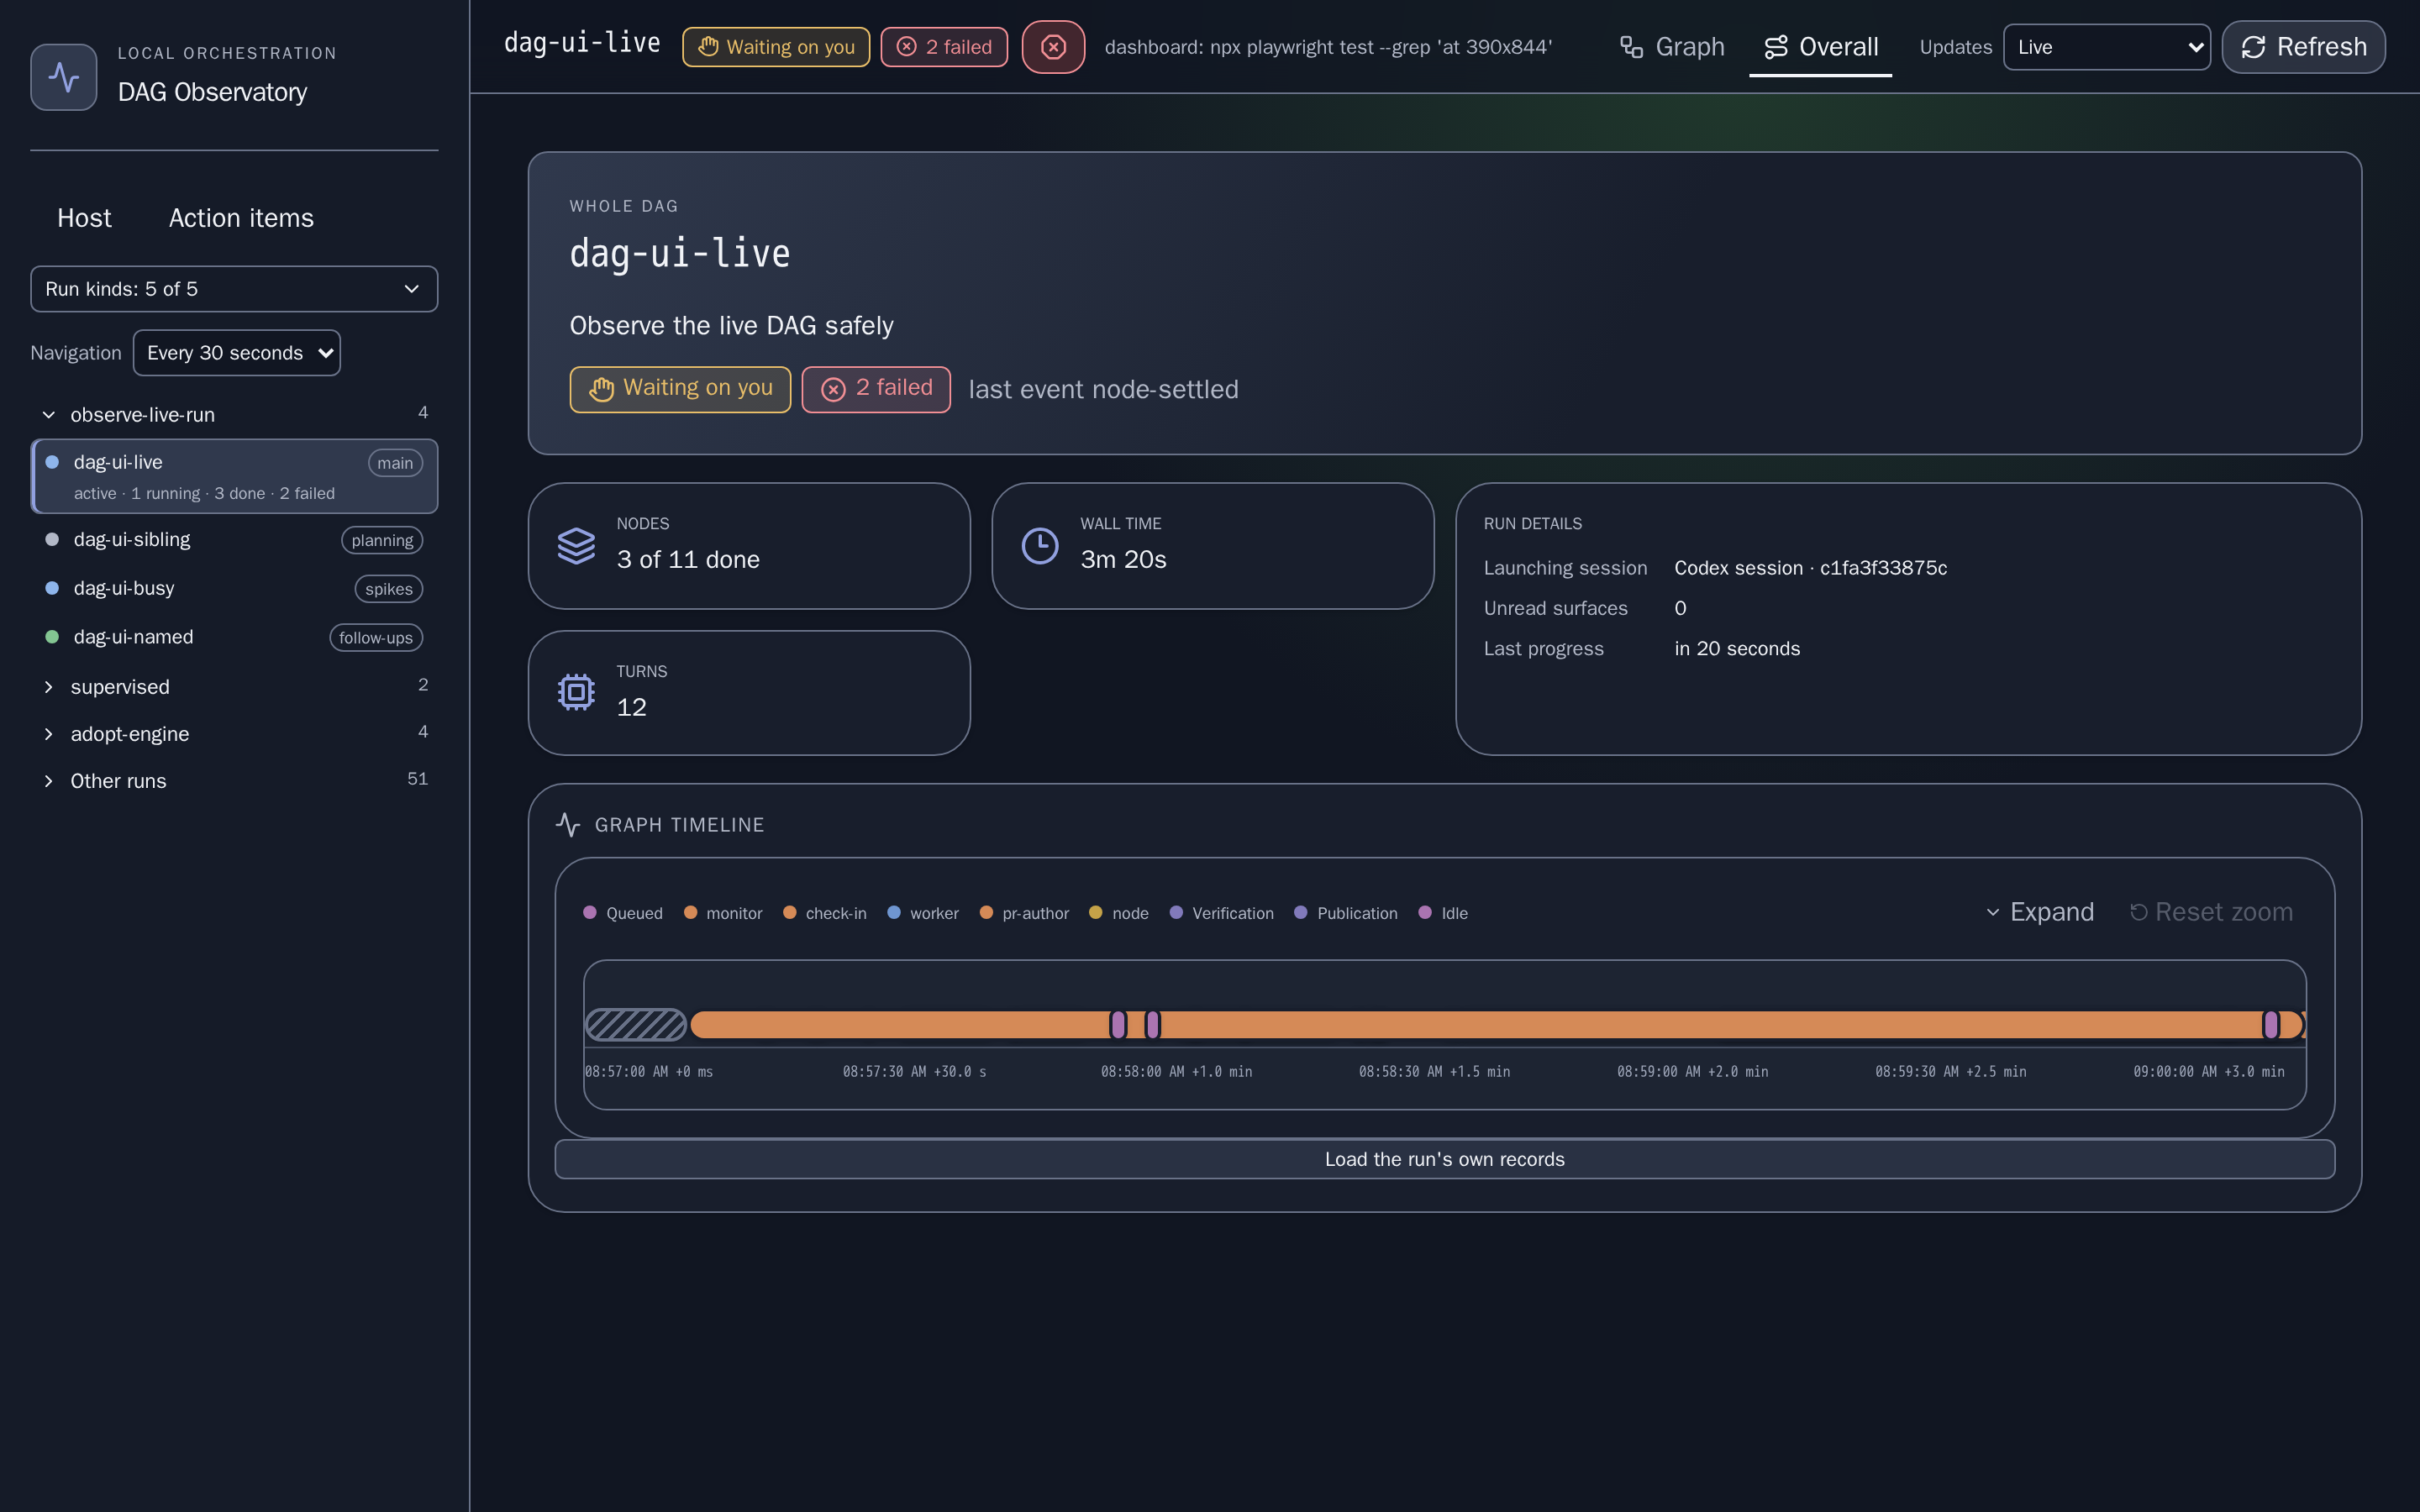 LOCAL ORCHESTRATION
DAG Observatory
Host Action items
Run kinds: 5 of 5
Navigation Every 30 seconds
observe-live-run 4
dag-ui-live main
active · 1 running · 3 done · 2 failed
dag-ui-sibling planning
dag-ui-busy spikes
dag-ui-named follow-ups
supervised 2
adopt-engine 4
Other runs 51
dag-ui-live Waiting on you 2 failed dashboard: npx playwright test --grep 'at 390x844' Graph Overall Updates Live Refresh
WHOLE DAG
dag-ui-live
Observe the live DAG safely
Waiting on you 2 failed last event node-settled
NODES
3 of 11 done
WALL TIME
3m 20s
TURNS
12
RUN DETAILS
Launching session Codex session · c1fa3f33875c
Unread surfaces 0
Last progress in 20 seconds
GRAPH TIMELINE
Queued monitor check-in worker pr-author node Verification Publication Idle Expand Reset zoom
08:57:00 AM +0 ms 08:57:30 AM +30.0 s 08:58:00 AM +1.0 min 08:58:30 AM +1.5 min 08:59:00 AM +2.0 min 08:59:30 AM +2.5 min 09:00:00 AM +3.0 min
Load the run's own records